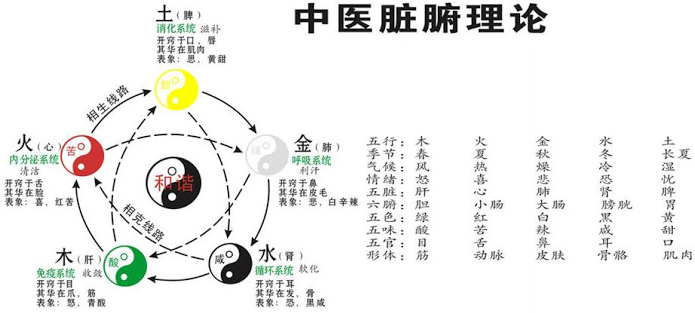 中医脏腑理论
土（脾）
消化系统 滋补
开窍于口、唇
其华在肌肉
表象：思，黄甜
甜
相生线路
火（心）
内分泌系统
清洁
开窍于舌
其华在脸
表象：喜，红苦
苦
金（肺）
呼吸系统
利汗
开窍于鼻
其华在皮毛
表象：悲，白辛辣
辣
和谐
相克线路
木（肝）
免疫系统 收敛
开窍于目
其华在爪，筋
表象：怒，青酸
酸
水（肾）
循环系统 软化
开窍于耳
其华在发，骨
表象：恐，黑咸
咸
五行：木 火 金 水 土
季节：春 夏 秋 冬 长夏
气候：风 热 燥 冷 湿
情绪：怒 喜 悲 恐 忧
五脏：肝 心 肺 肾 脾
六腑：胆 小肠 大肠 膀胱 胃
五色：绿 红 白 黑 黄
五味：酸 苦 辣 咸 甜
五官：目 舌 鼻 耳 口
形体：筋 动脉 皮肤 骨骼 肌肉